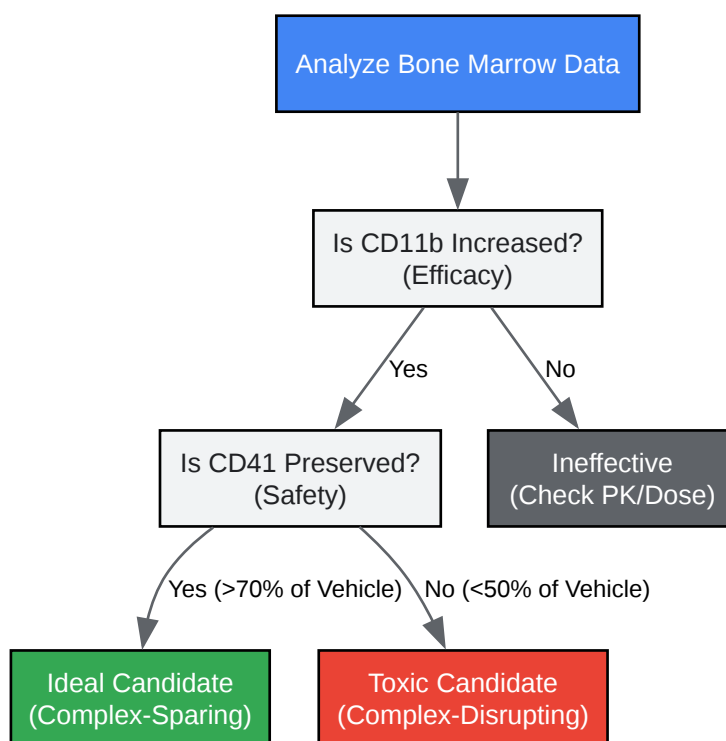 Analyze Bone Marrow Data
Is CD11b Increased?
(Efficacy)
Yes
No
Is CD41 Preserved?
(Safety)
Ineffective
(Check PK/Dose)
Yes (>70% of Vehicle)
No (<50% of Vehicle)
Ideal Candidate
(Complex-Sparing)
Toxic Candidate
(Complex-Disrupting)